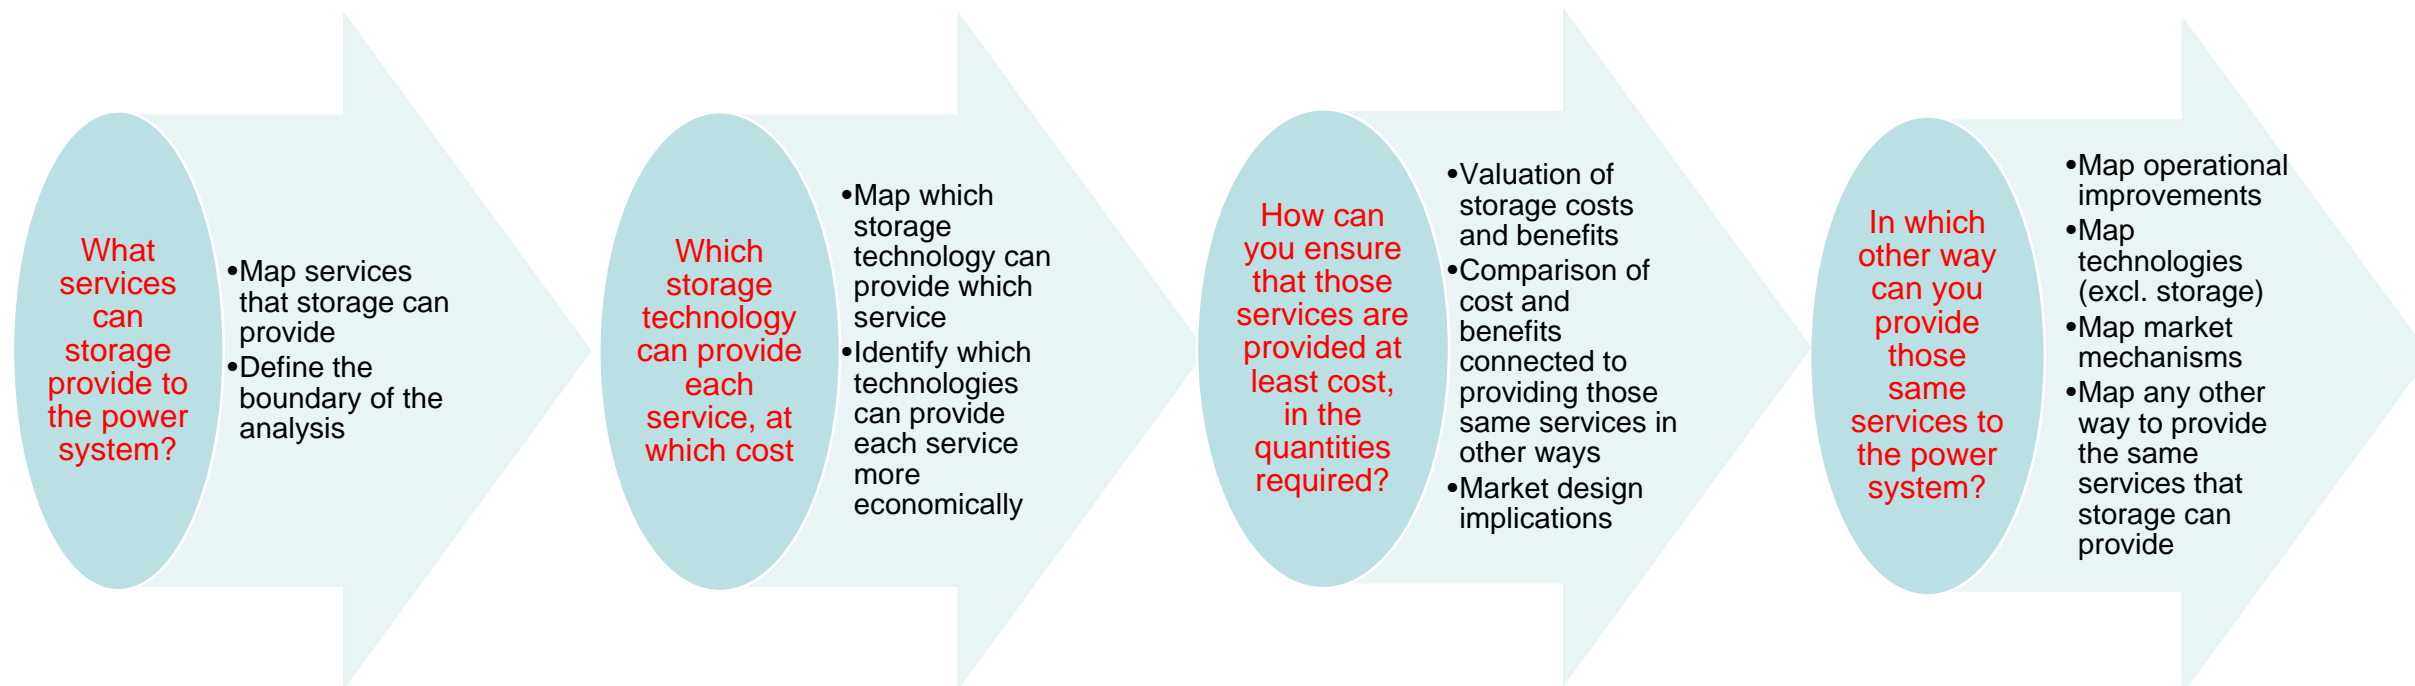 What
services
can
storage
provide to
the power
system?
•Map services
that storage can
provide
•Define the
boundary of the
analysis
Which
storage
technology
can provide
each
service, at
which cost
•Map which
storage
technology can
provide which
service
•Identify which
technologies
can provide
each service
more
economically
How can
you ensure
that those
services are
provided at
least cost,
in the
quantities
required?
•Valuation of
storage costs
and benefits
•Comparison of
cost and
benefits
connected to
providing those
same services in
other ways
•Market design
implications
In which
other way
can you
provide
those
same
services to
the power
system?
•Map operational
improvements
•Map
technologies
(excl. storage)
•Map market
mechanisms
•Map any other
way to provide
the same
services that
storage can
provide